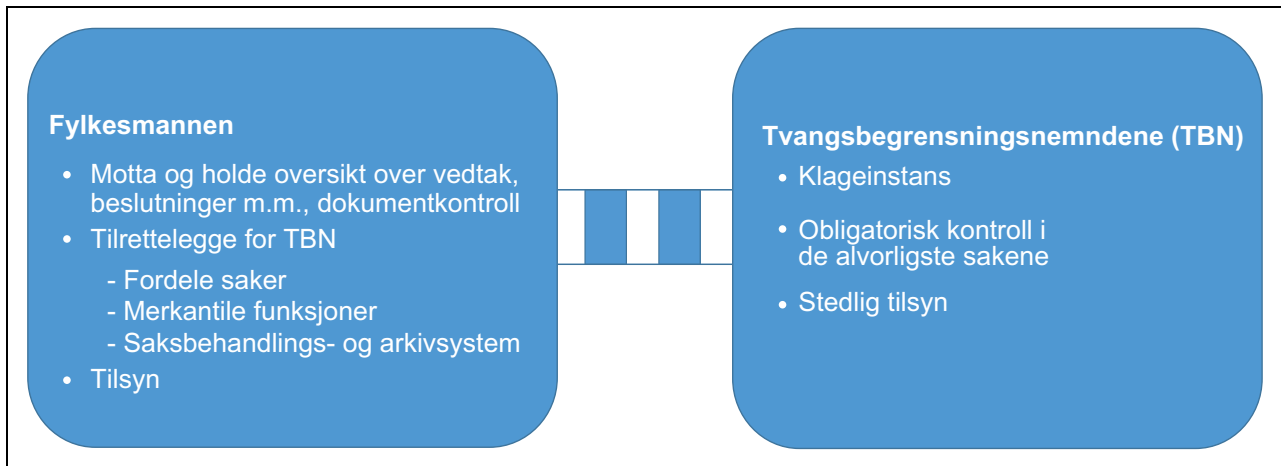 Fylkesmannen
• Motta og holde oversikt over vedtak,
beslutninger m.m., dokumentkontroll
• Tilrettelegge for TBN
- Fordele saker
- Merkantile funksjoner
- Saksbehandlings- og arkivsystem
• Tilsyn
Tvangsbegrensningsnemndene (TBN)
• Klageinstans
• Obligatorisk kontroll i
de alvorligste sakene
• Stedlig tilsyn